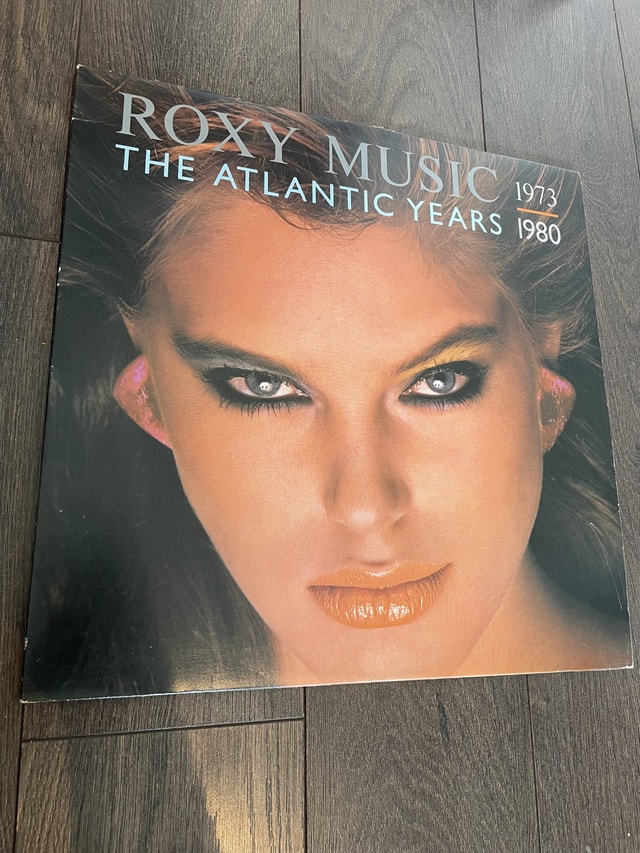 ROXY MUSIC
THE ATLANTIC YEARS
1973
1980